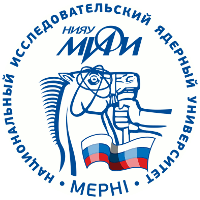 НАЦИОНАЛЬНЫЙ ИССЛЕДОВАТЕЛЬСКИЙ ЯДЕРНЫЙ УНИВЕРСИТЕТ
НИЯУ
МИФИ
• MEPHI •